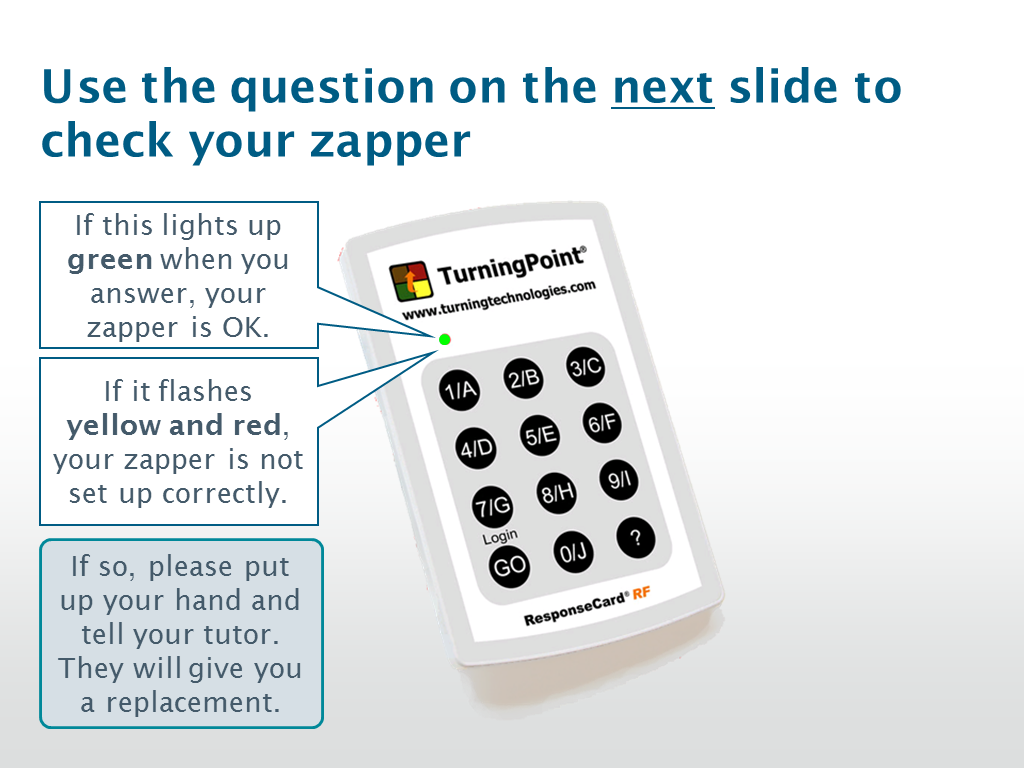 Use the question on the next slide to
check your zapper
If this lights up
green when you
answer, your
zapper is OK.
If it flashes
yellow and red,
your zapper is not
set up correctly.
If so, please put
up your hand and
tell your tutor.
They will give you
a replacement.
TurningPoint®
www.turningtechnologies.com
1/A 2/B 3/C
4/D 5/E 6/F
7/G 8/H 9/I
Login
GO 0/J ?
ResponseCard® RF